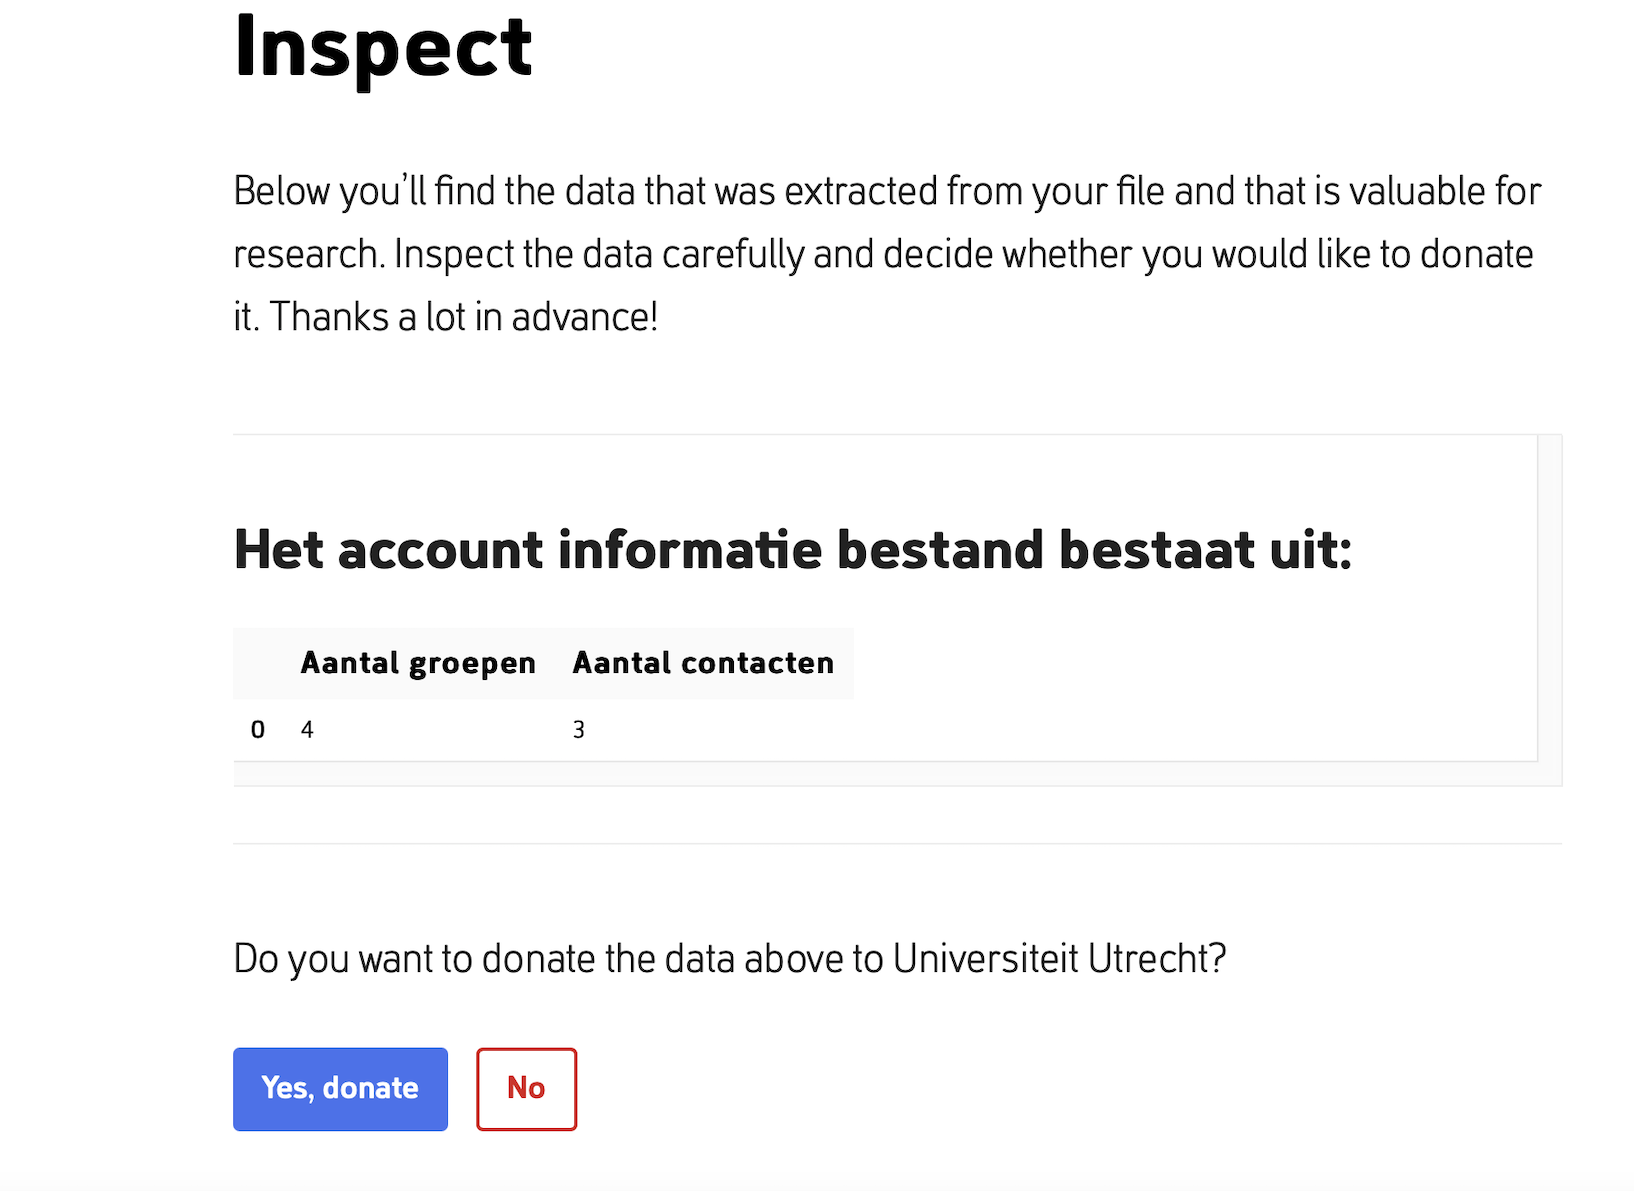 Inspect
Below you’ll find the data that was extracted from your file and that is valuable for
research. Inspect the data carefully and decide whether you would like to donate
it. Thanks a lot in advance!
Het account informatie bestand bestaat uit:
Aantal groepen Aantal contacten
0 4 3
Do you want to donate the data above to Universiteit Utrecht?
Yes, donate No